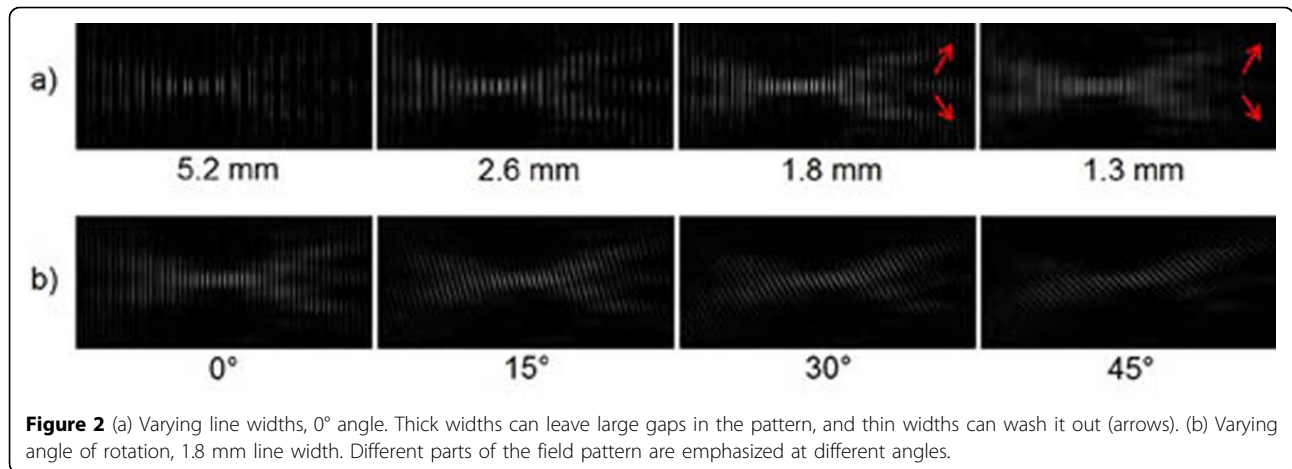 a)
5.2 mm 2.6 mm 1.8 mm 1.3 mm
b)
0° 15° 30° 45°
Figure 2 (a) Varying line widths, 0° angle. Thick widths can leave large gaps in the pattern, and thin widths can wash it out (arrows). (b) Varying
angle of rotation, 1.8 mm line width. Different parts of the field pattern are emphasized at different angles.